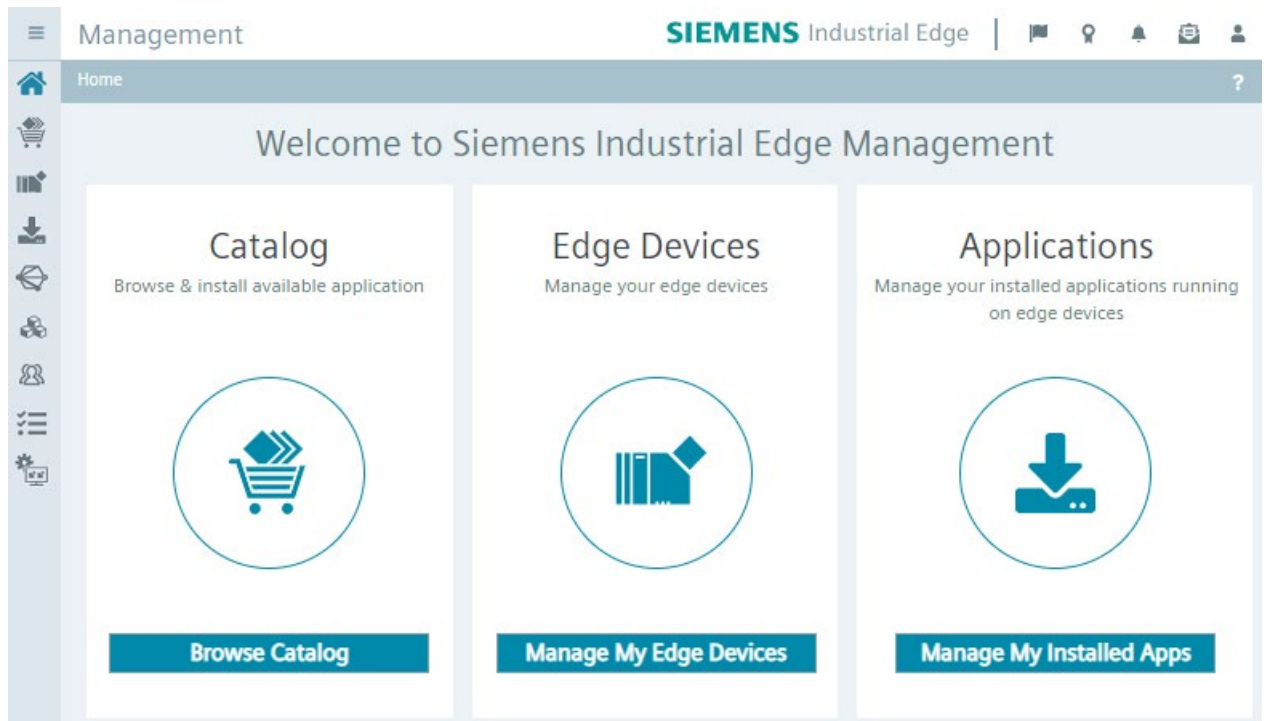 Management
SIEMENS Industrial Edge
Home
?
Welcome to Siemens Industrial Edge Management
Catalog
Browse & install available application
Browse Catalog
Edge Devices
Manage your edge devices
Manage My Edge Devices
Applications
Manage your installed applications running
on edge devices
Manage My Installed Apps